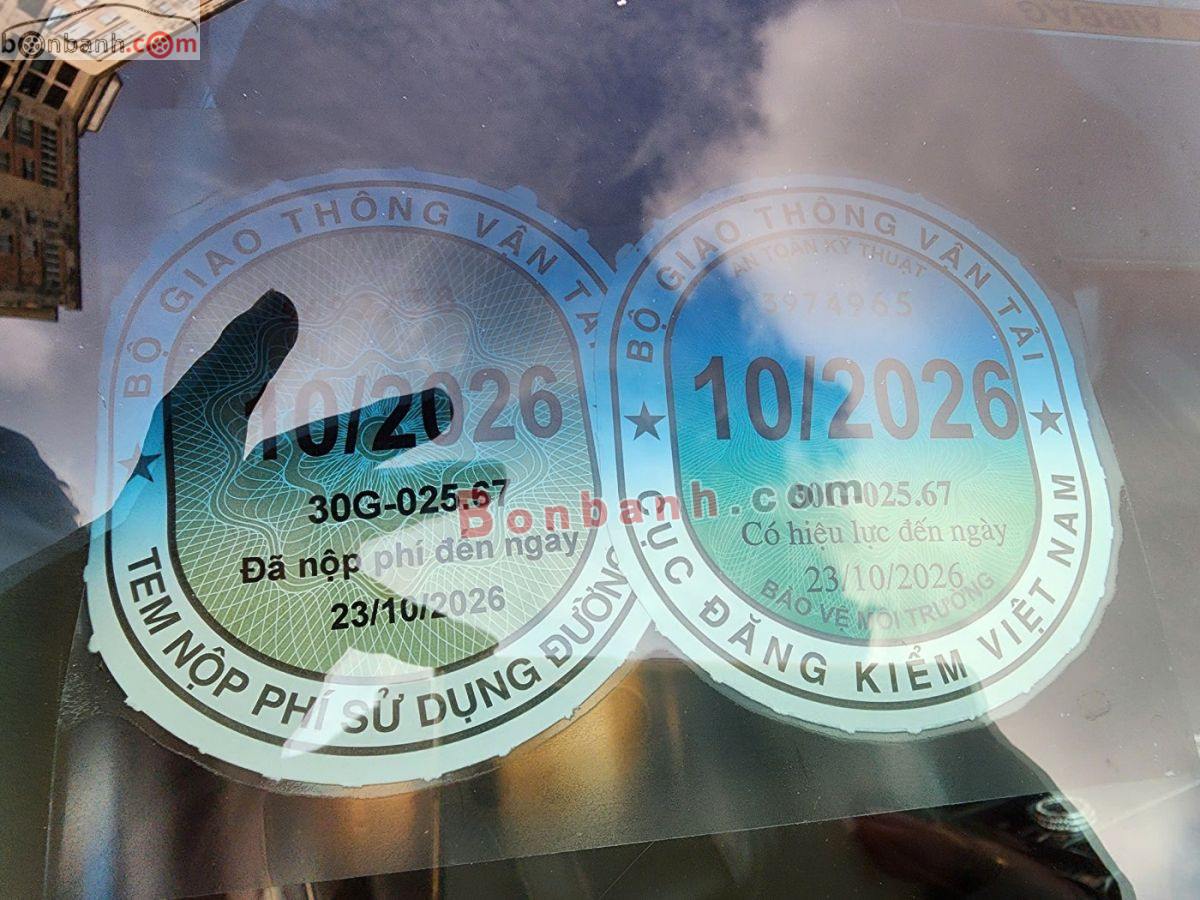 bonbanh.com
AIRBAG
BỘ GIAO THÔNG VẬN TẢ
10/2026
30G-025.67
Đã nộp phí đến ngày
23/10/2026
TEM NỘP PHÍ SỬ DỤNG ĐƯỜNG
BỘ GIAO THÔNG VẬN TẢI
AN TOÀN KỸ THUẬT
3974965
10/2026
30G-025.67
Có hiệu lực đến ngày
23/10/2026
BẢO VỆ MÔI TRƯỜNG
CỤC ĐĂNG KIỂM VIỆT NAM
Bonbanh.com